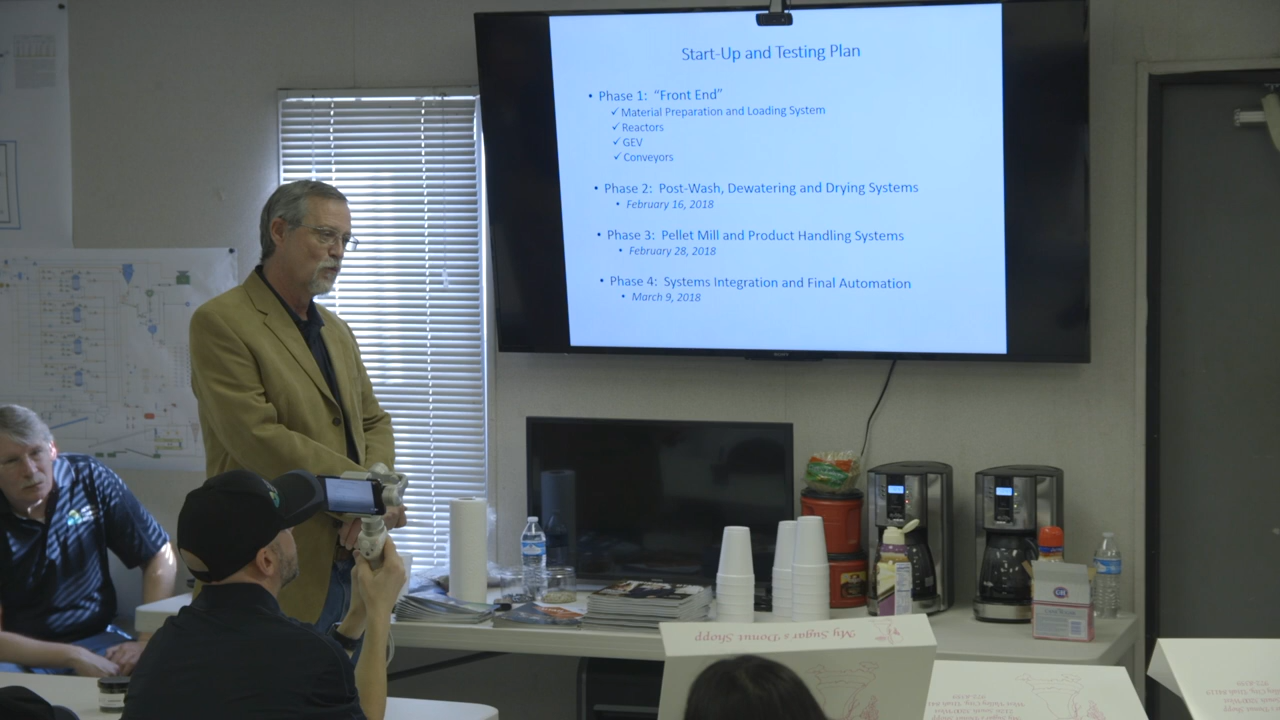 Start-Up and Testing Plan
• Phase 1: "Front End"
✓ Material Preparation and Loading System
✓ Reactors
✓ GEV
✓ Conveyors
• Phase 2: Post-Wash, Dewatering and Drying Systems
• February 16, 2018
• Phase 3: Pellet Mill and Product Handling Systems
• February 28, 2018
• Phase 4: Systems Integration and Final Automation
• March 9, 2018
SONY
My Sugar's Donut Shopp